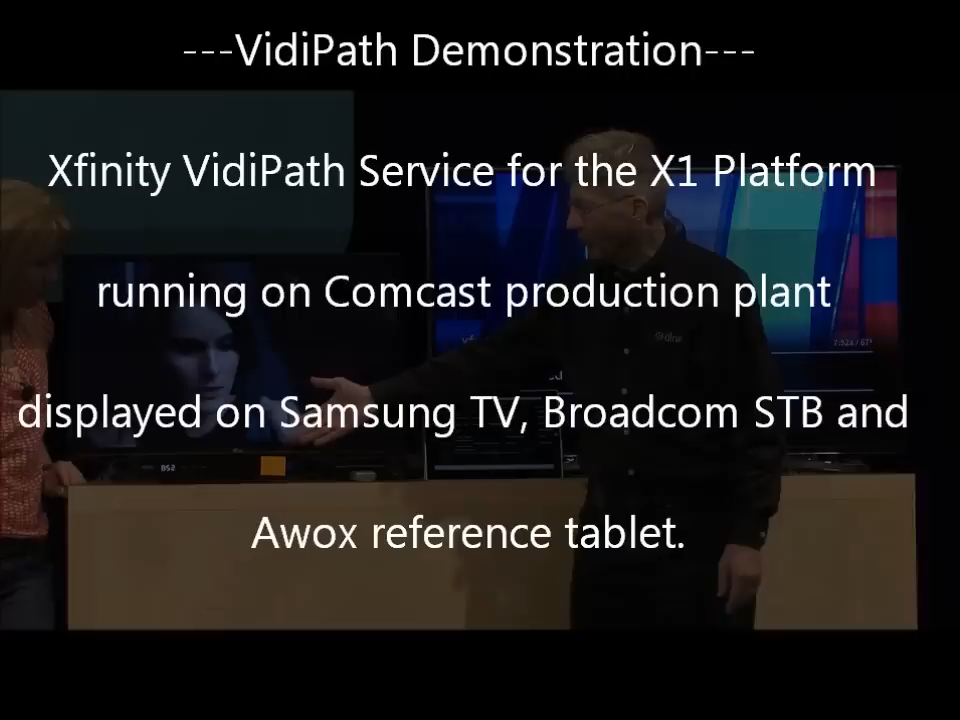 ---VidiPath Demonstration---
Xfinity VidiPath Service for the X1 Platform
running on Comcast production plant
dlna
displayed on Samsung TV, Broadcom STB and
Awox reference tablet.